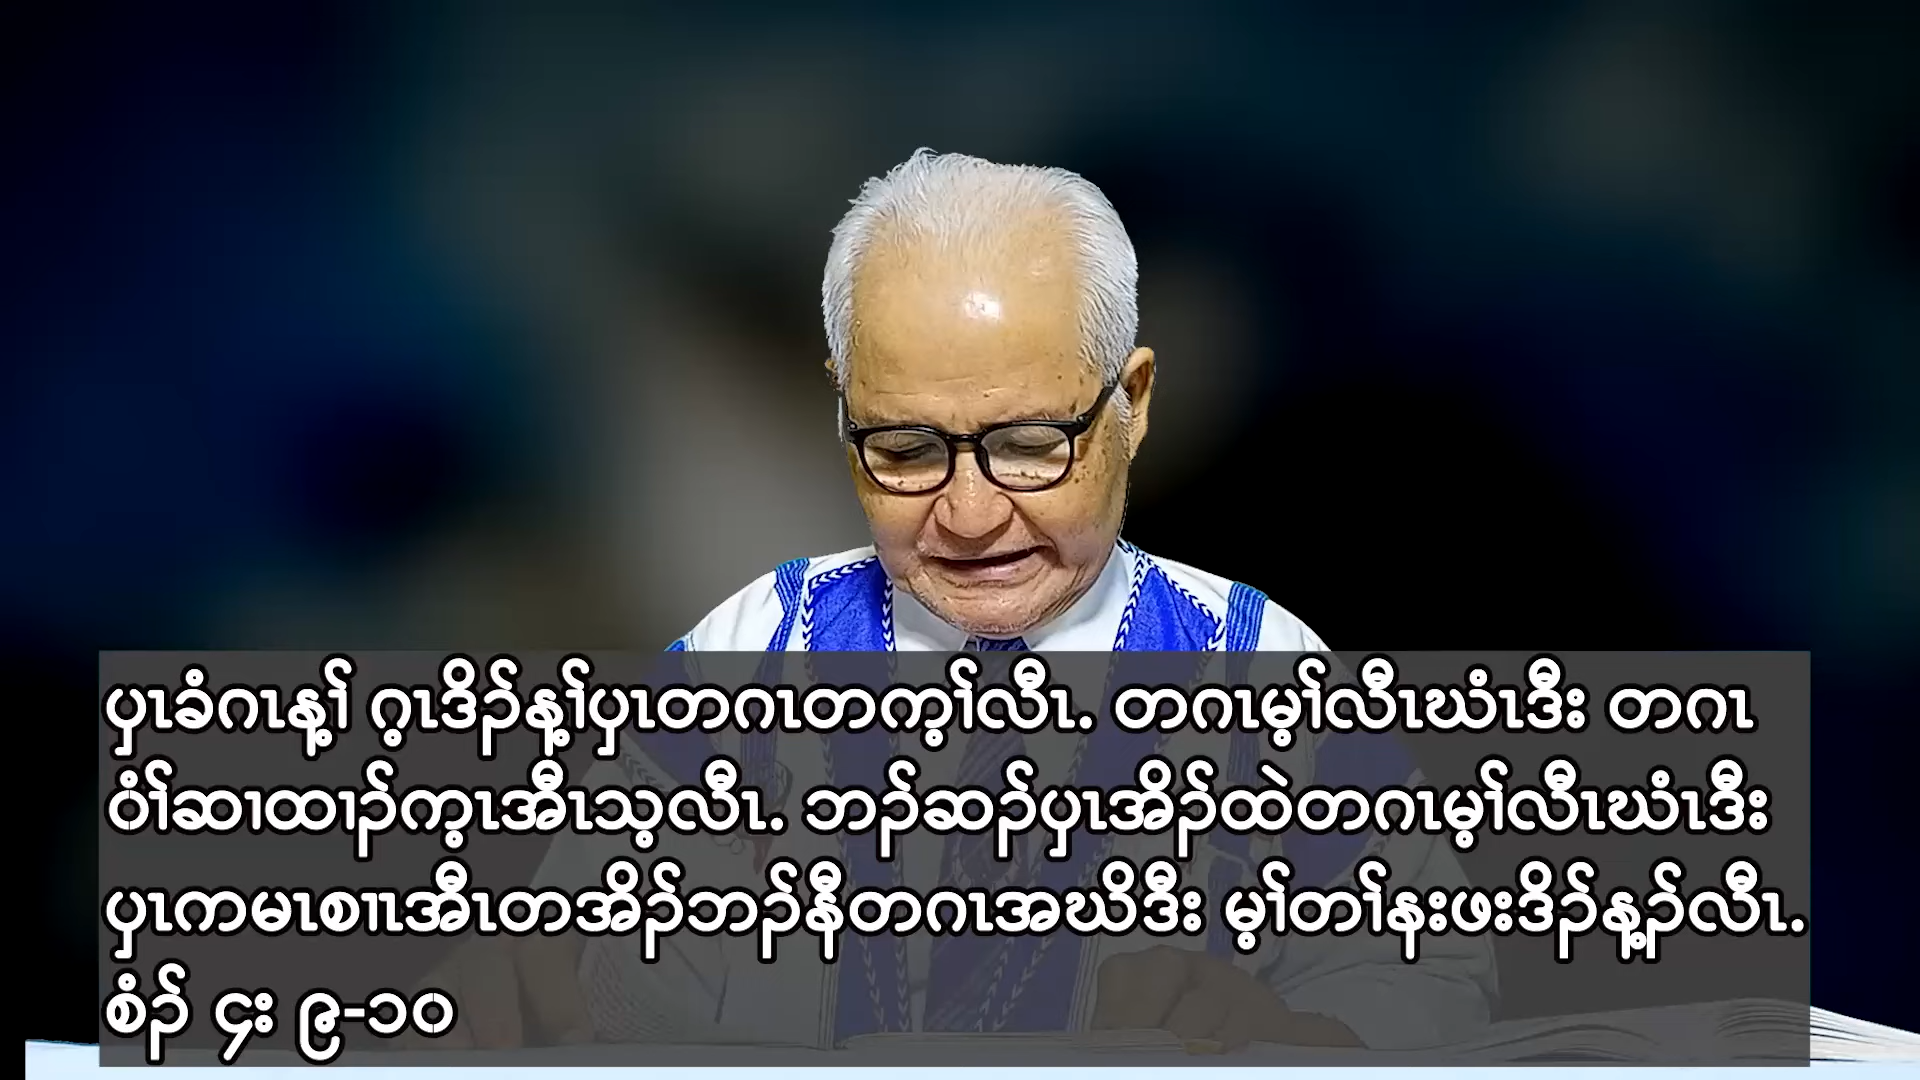 ပှၤခံဂၤန့ၢ် ဂ့ၤဒိၣ်န့ၢ်ပှၤတဂၤတက့ၢ်လီၤ. တဂၤမ့ၢ်လီၤဃံၤဒီး တဂၤ
ဝံၢ်ဆၢထၢၣ်က့ၤအီၤသ့လီၤ. ဘၣ်ဆၣ်ပှၤအိၣ်ထဲတဂၤမ့ၢ်လီၤဃံၤဒီး
ပှၤကမၤစၢၤအီၤတအိၣ်ဘၣ်နီတဂၤအဃိဒီး မ့ၢ်တၢ်နးဖးဒိၣ်န့ၣ်လီၤ.
စံၣ် ၄း ၉-၁၀